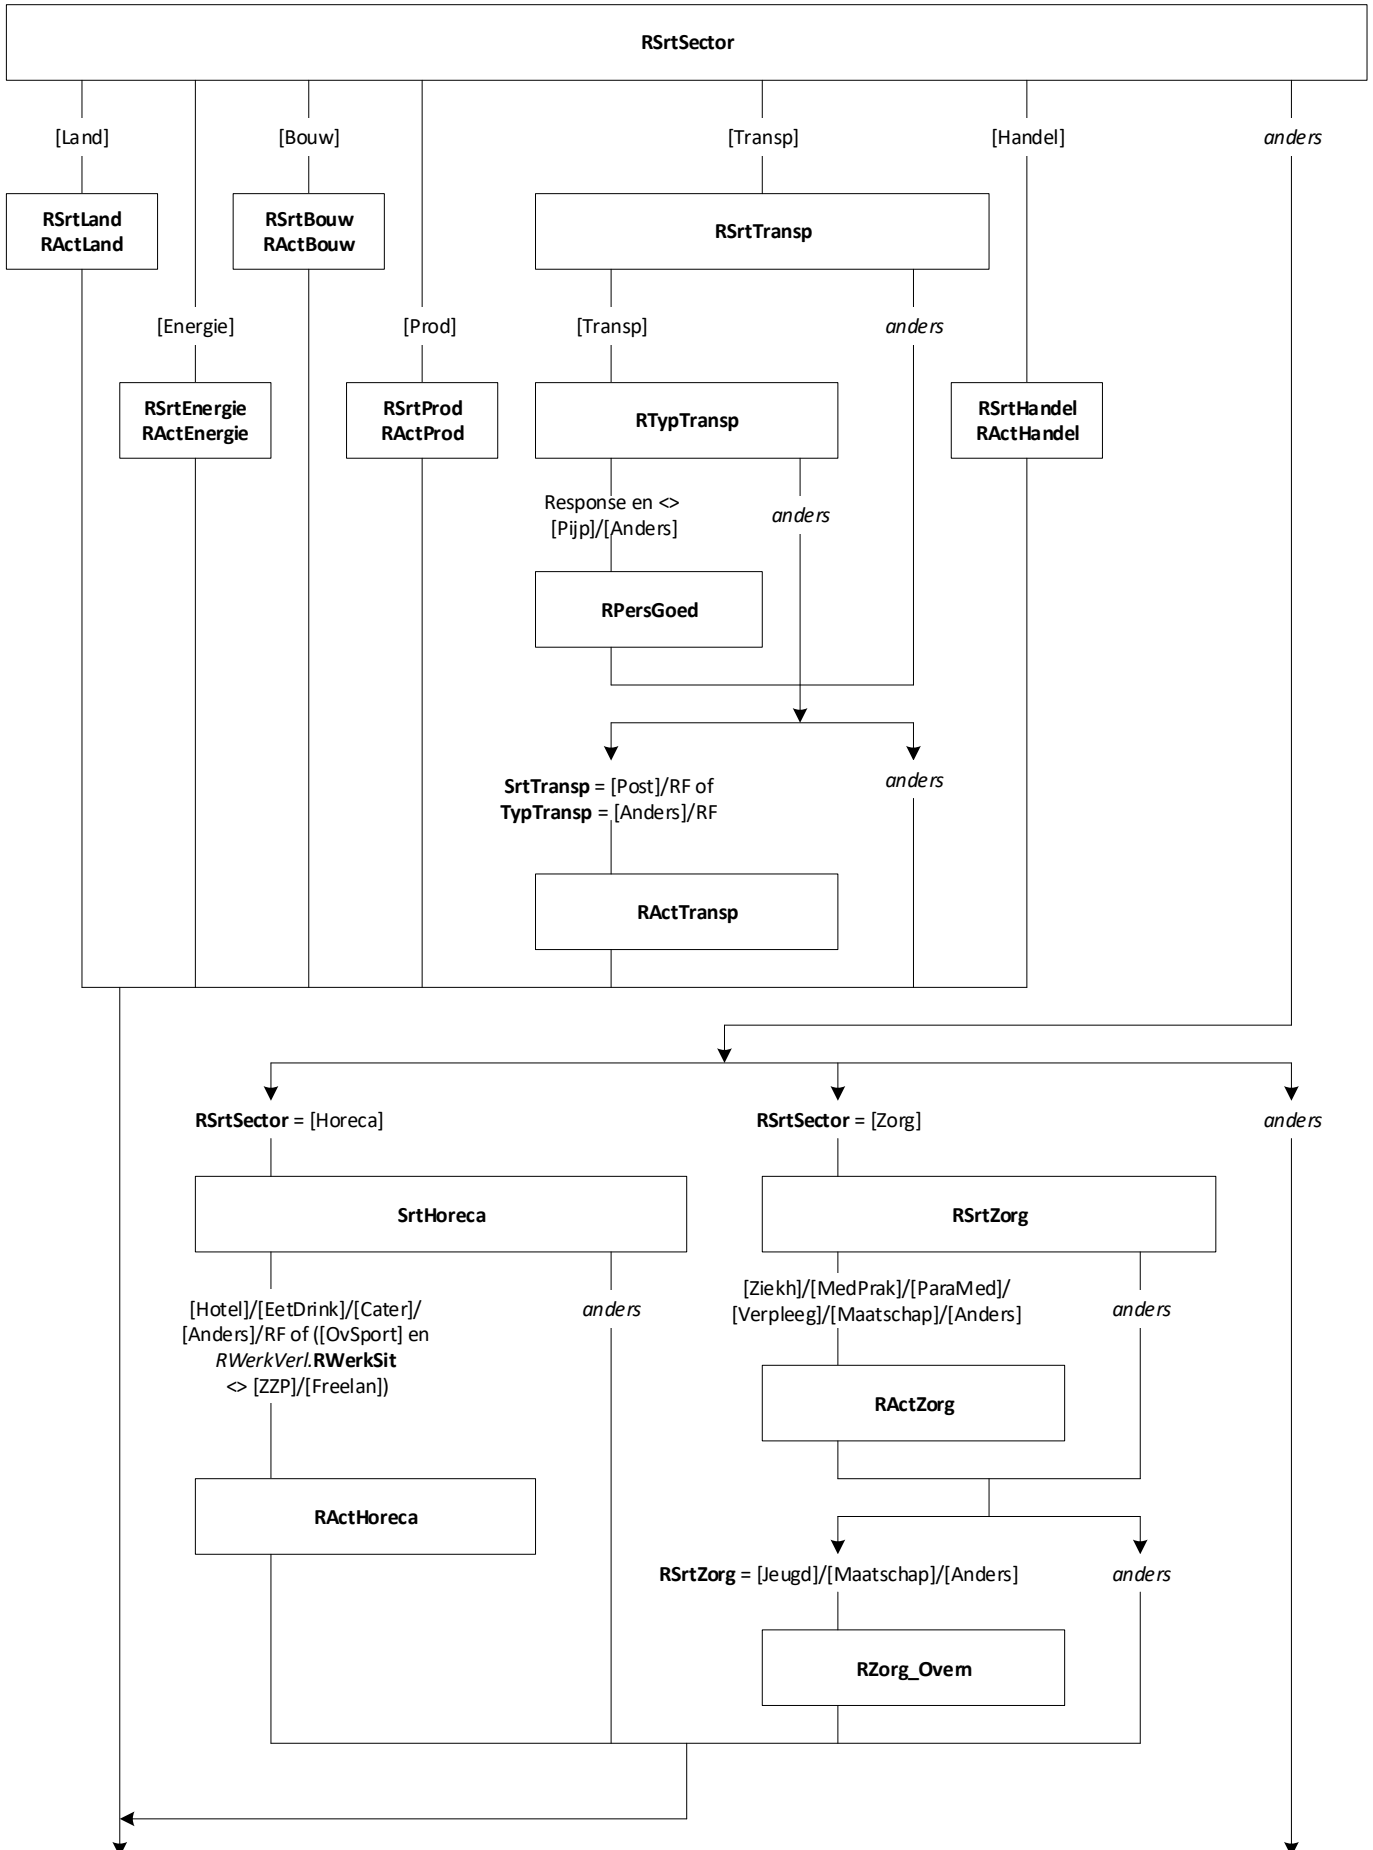 RSrtSector
[Land]
[Bouw]
[Transp]
[Handel]
anders
RSrtLand
RActLand
RSrtBouw
RActBouw
RSrtTransp
[Energie]
[Prod]
[Transp]
anders
RSrtEnergie
RActEnergie
RSrtProd
RActProd
RTypTransp
RSrtHandel
RActHandel
Response en <>
[Pijp]/[Anders]
anders
RPersGoed
SrtTransp = [Post]/RF of
TypTransp = [Anders]/RF
anders
RActTransp
RSrtSector = [Horeca]
RSrtSector = [Zorg]
anders
SrtHoreca
RSrtZorg
[Hotel]/[EetDrink]/[Cater]/
[Anders]/RF of ([OvSport] en
RWerkVerl.RWerkSit
<> [ZZP]/[Freelan])
anders
[Ziekh]/[MedPrak]/[ParaMed]/
[Verpleeg]/[Maatschap]/[Anders]
anders
RActZorg
RActHoreca
RSrtZorg = [Jeugd]/[Maatschap]/[Anders]
anders
RZorg_Overn